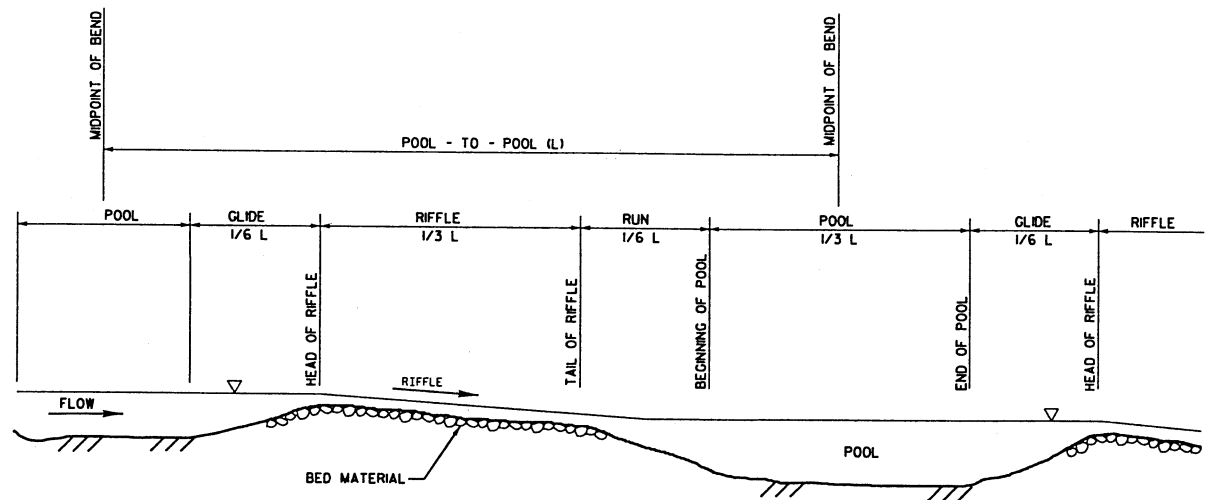 MIDPOINT OF BEND
MIDPOINT OF BEND
POOL - TO - POOL (L)
POOL
GLIDE
1/6 L
RIFFLE
1/3 L
RUN
1/6 L
POOL
1/3 L
GLIDE
1/6 L
RIFFLE
HEAD OF RIFFLE
TAIL OF RIFFLE
BEGINNING OF POOL
END OF POOL
HEAD OF RIFFLE
RIFFLE
FLOW
POOL
BED MATERIAL